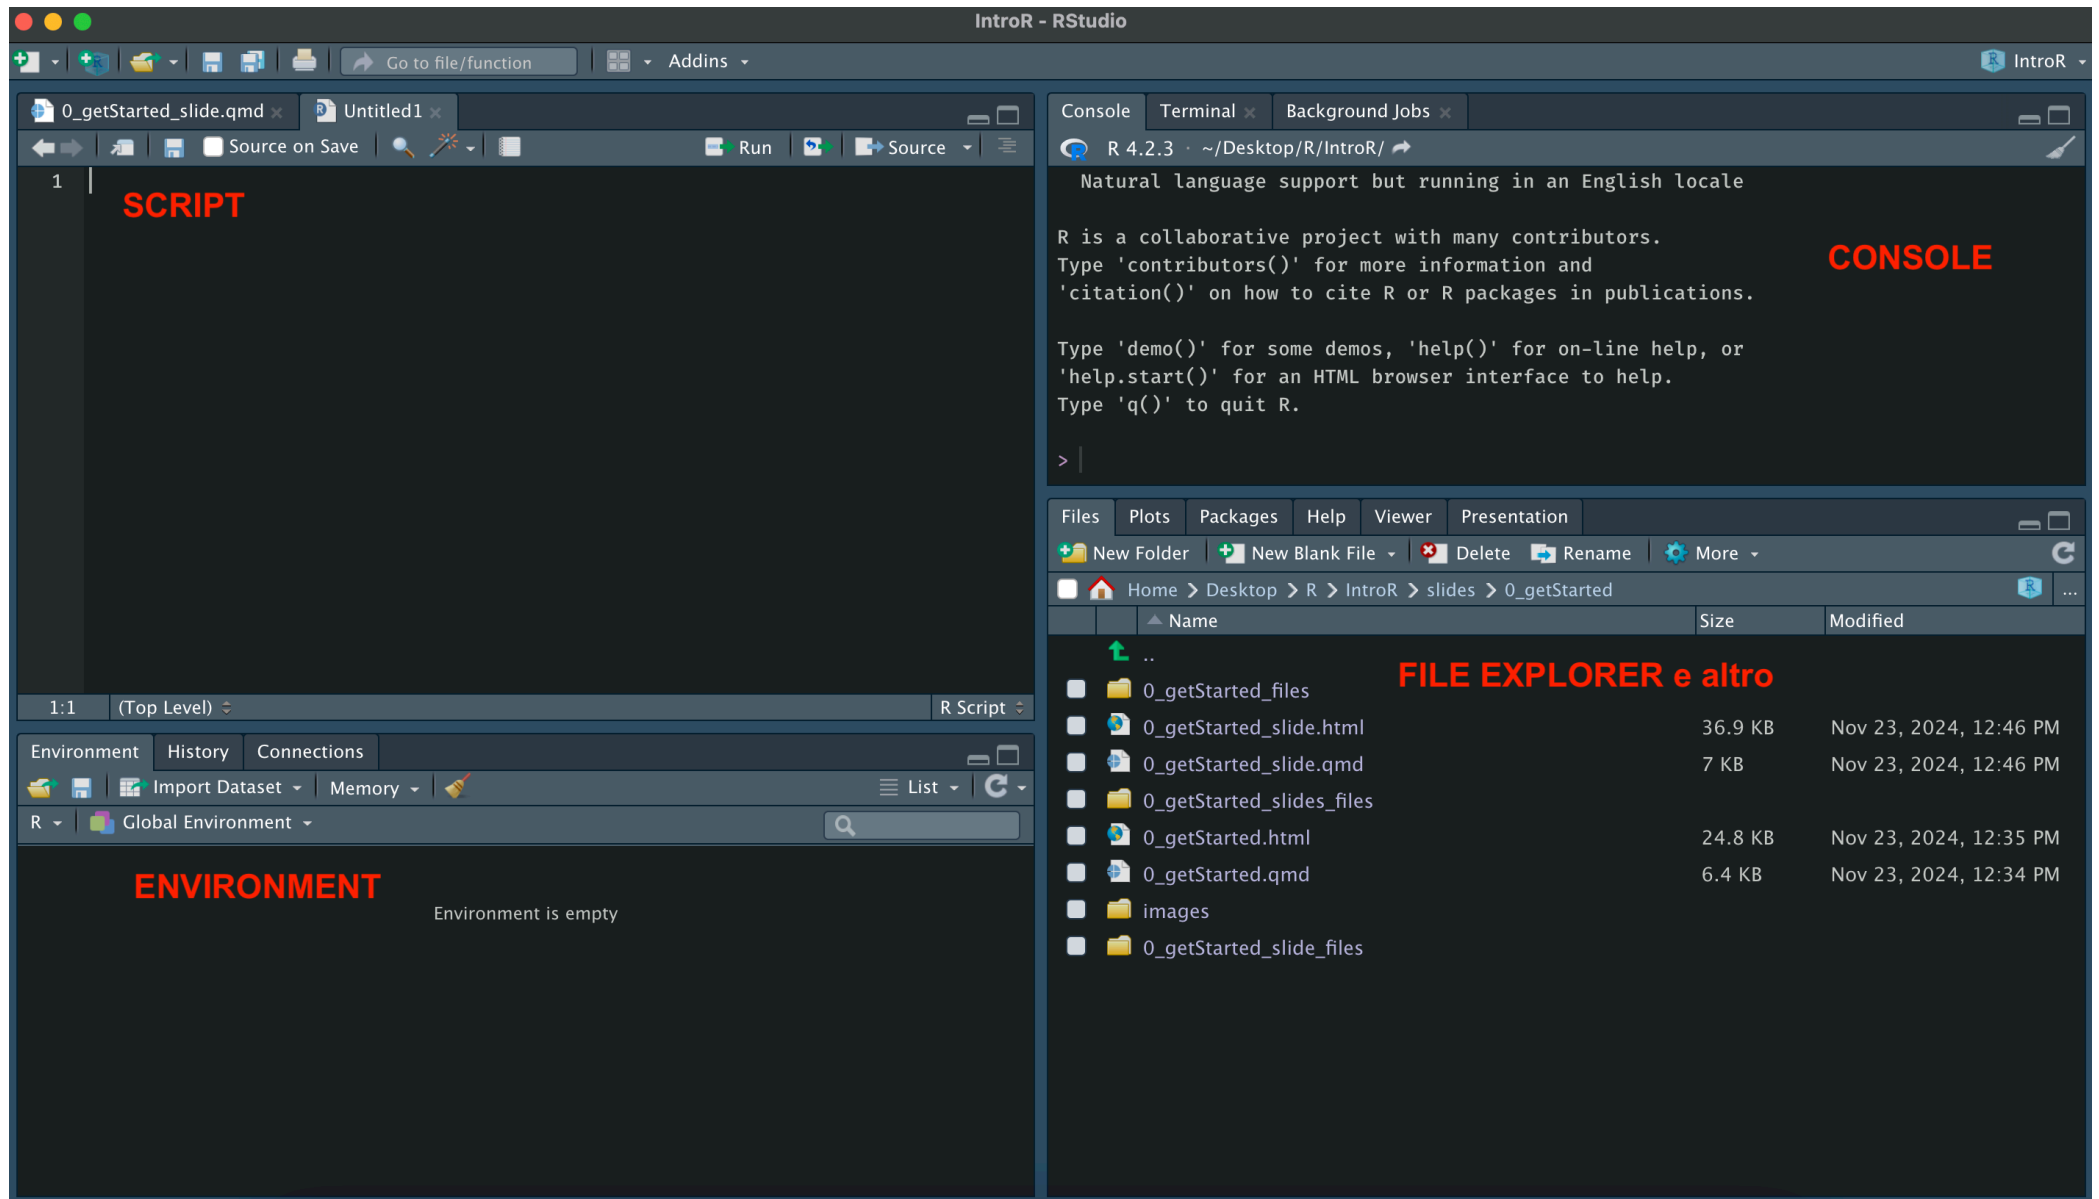 IntroR - RStudio
Go to file/function
Addins
IntroR
0_getStarted_slide.qmd
Untitled1
Source on Save
Run
Source
1
SCRIPT
1:1
(Top Level)
R Script
Environment
History
Connections
Import Dataset
Memory
List
R
Global Environment
ENVIRONMENT
Environment is empty
Console
Terminal
Background Jobs
R 4.2.3 · ~/Desktop/R/IntroR/
Natural language support but running in an English locale
R is a collaborative project with many contributors.
CONSOLE
Type 'contributors()' for more information and
'citation()' on how to cite R or R packages in publications.
Type 'demo()' for some demos, 'help()' for on-line help, or
'help.start()' for an HTML browser interface to help.
Type 'q()' to quit R.
>
Files
Plots
Packages
Help
Viewer
Presentation
New Folder
New Blank File
Delete
Rename
More
Home > Desktop > R > IntroR > slides > 0_getStarted
...
Name
Size
Modified
..
FILE EXPLORER e altro
0_getStarted_files
0_getStarted_slide.html 36.9 KB Nov 23, 2024, 12:46 PM
0_getStarted_slide.qmd 7 KB Nov 23, 2024, 12:46 PM
0_getStarted_slides_files
0_getStarted.html 24.8 KB Nov 23, 2024, 12:35 PM
0_getStarted.qmd 6.4 KB Nov 23, 2024, 12:34 PM
images
0_getStarted_slide_files